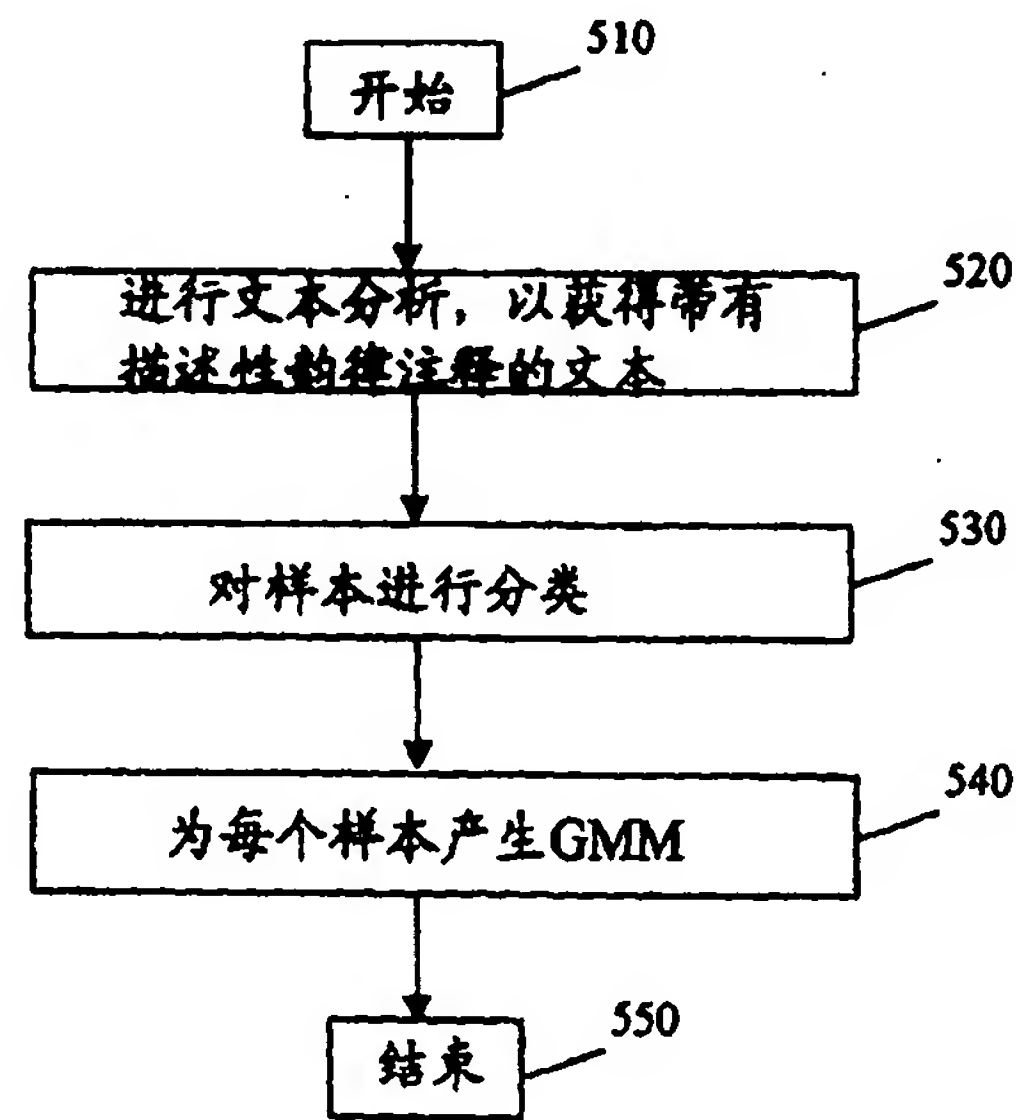 510
开始
520
进行文本分析，以获得带有
描述性韵律注释的文本
530
对样本进行分类
540
为每个样本产生GMM
550
结束